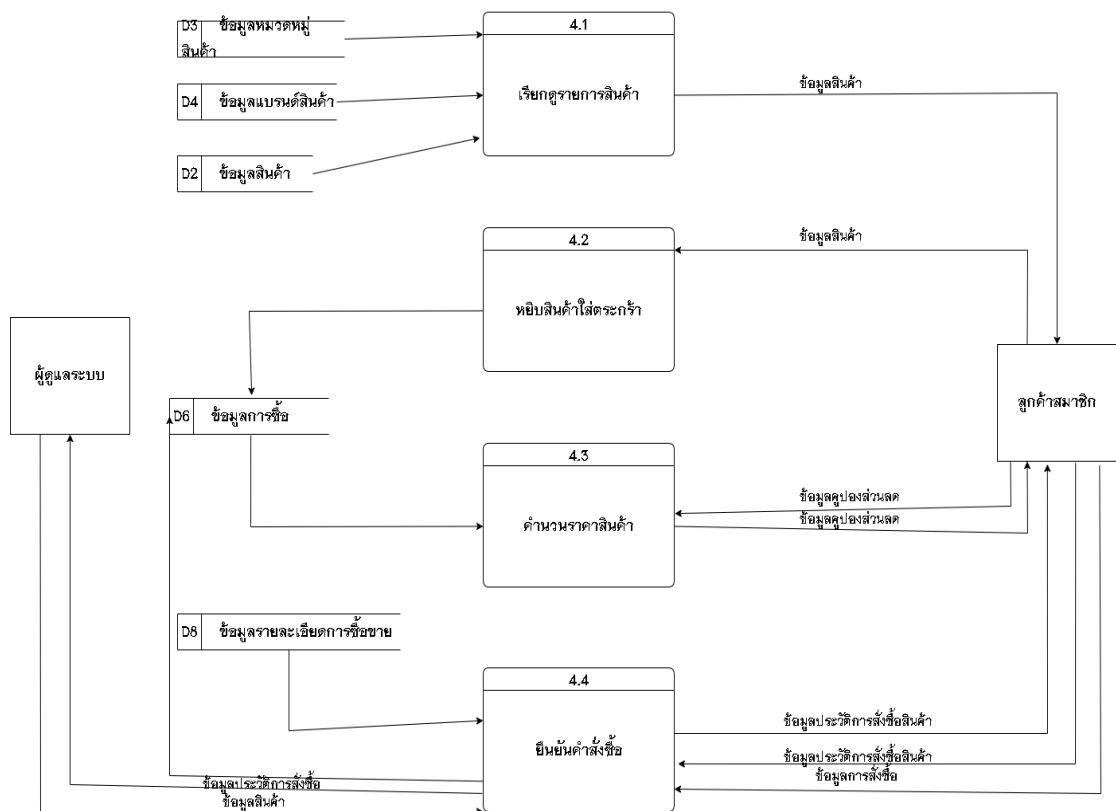 D3 ข้อมูลหมวดหมู่
สินค้า
4.1
เรียกดูรายการสินค้า
ข้อมูลสินค้า
D4 ข้อมูลแบรนด์สินค้า
D2 ข้อมูลสินค้า
4.2
ข้อมูลสินค้า
หยิบสินค้าใส่ตระกร้า
ผู้ดูแลระบบ
ลูกค้าสมาชิก
D6 ข้อมูลการซื้อ
4.3
ข้อมูลคูปองส่วนลด
ข้อมูลคูปองส่วนลด
คำนวนราคาสินค้า
D8 ข้อมูลรายละเอียดการซื้อขาย
4.4
ข้อมูลประวัติการสั่งซื้อสินค้า
ยืนยันคำสั่งซื้อ
ข้อมูลประวัติการสั่งซื้อสินค้า
ข้อมูลการสั่งซื้อ
ข้อมูลประวัติการสั่งซื้อ
ข้อมูลสินค้า